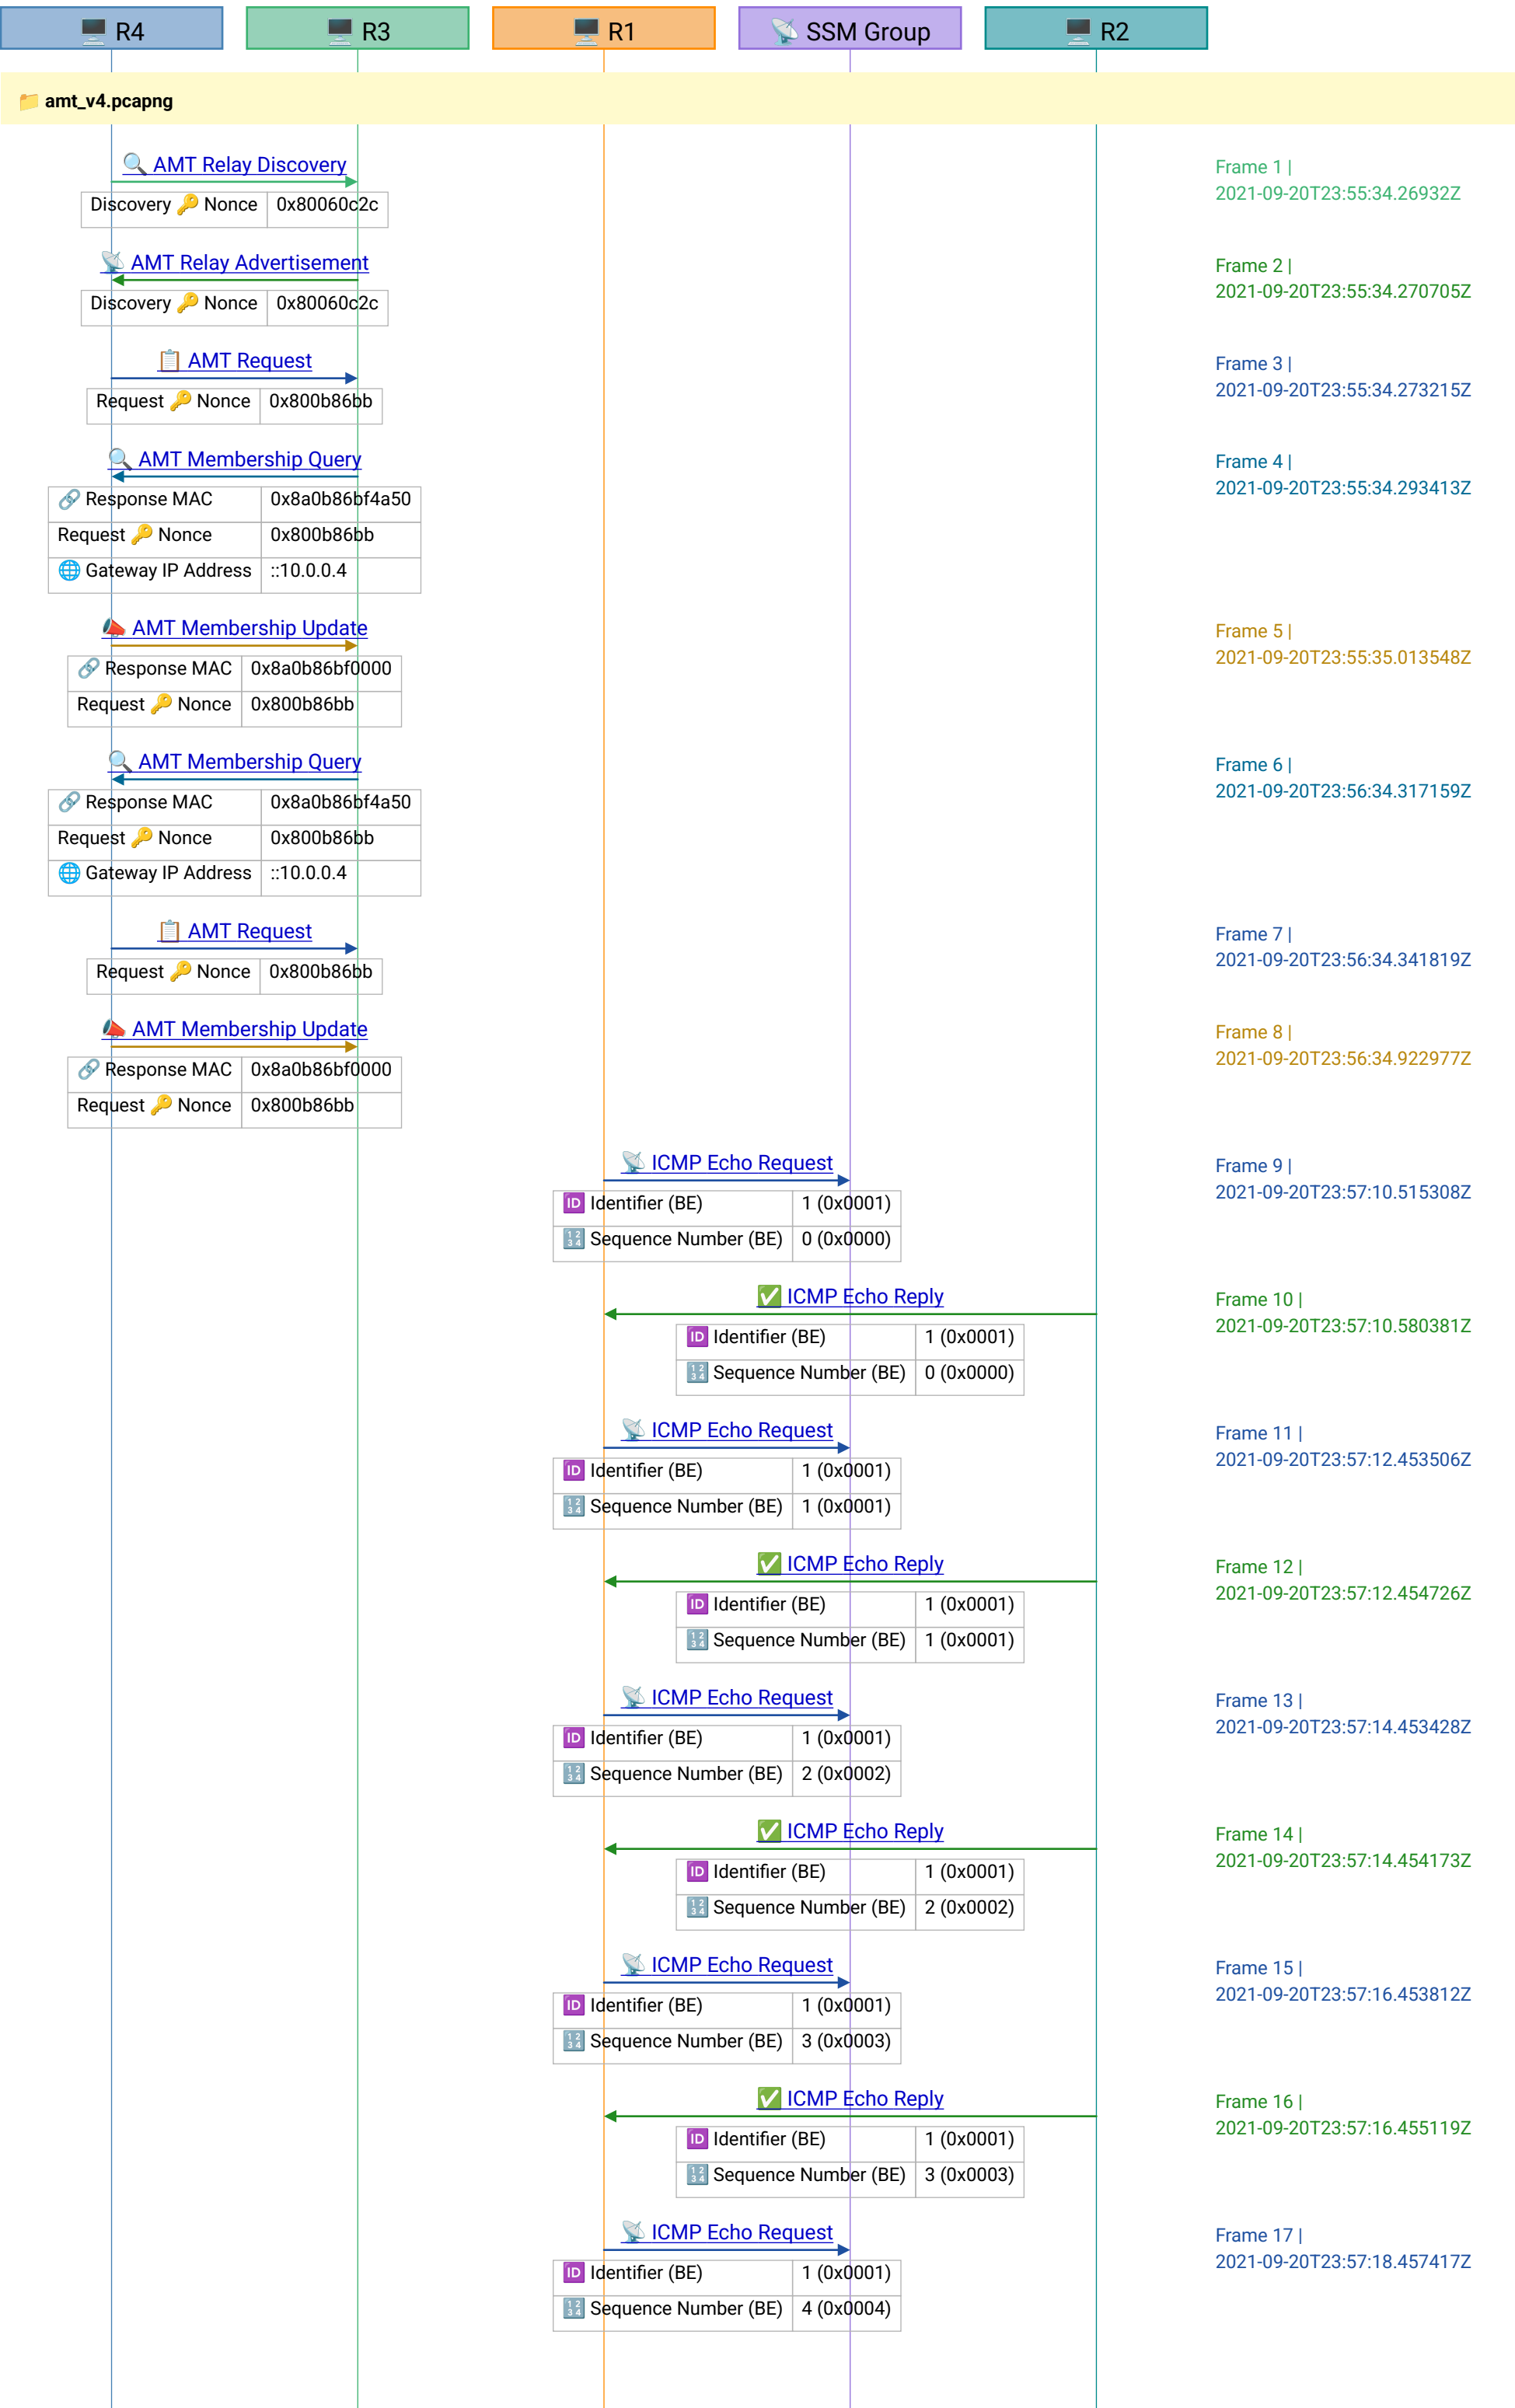 R4 R3 R1 SSM Group R2
amt_v4.pcapng
AMT Relay Discovery
Frame 1 |
2021-09-20T23:55:34.26932Z
Discovery Nonce 0x80060c2c
AMT Relay Advertisement
Frame 2 |
2021-09-20T23:55:34.270705Z
Discovery Nonce 0x80060c2c
AMT Request
Frame 3 |
2021-09-20T23:55:34.273215Z
Request Nonce 0x800b86bb
AMT Membership Query
Frame 4 |
2021-09-20T23:55:34.293413Z
Response MAC 0x8a0b86bf4a50
Request Nonce 0x800b86bb
Gateway IP Address ::10.0.0.4
AMT Membership Update
Frame 5 |
2021-09-20T23:55:35.013548Z
Response MAC 0x8a0b86bf0000
Request Nonce 0x800b86bb
AMT Membership Query
Frame 6 |
2021-09-20T23:56:34.317159Z
Response MAC 0x8a0b86bf4a50
Request Nonce 0x800b86bb
Gateway IP Address ::10.0.0.4
AMT Request
Frame 7 |
2021-09-20T23:56:34.341819Z
Request Nonce 0x800b86bb
AMT Membership Update
Frame 8 |
2021-09-20T23:56:34.922977Z
Response MAC 0x8a0b86bf0000
Request Nonce 0x800b86bb
ICMP Echo Request
Frame 9 |
2021-09-20T23:57:10.515308Z
Identifier (BE) 1 (0x0001)
Sequence Number (BE) 0 (0x0000)
ICMP Echo Reply
Frame 10 |
2021-09-20T23:57:10.580381Z
Identifier (BE) 1 (0x0001)
Sequence Number (BE) 0 (0x0000)
ICMP Echo Request
Frame 11 |
2021-09-20T23:57:12.453506Z
Identifier (BE) 1 (0x0001)
Sequence Number (BE) 1 (0x0001)
ICMP Echo Reply
Frame 12 |
2021-09-20T23:57:12.454726Z
Identifier (BE) 1 (0x0001)
Sequence Number (BE) 1 (0x0001)
ICMP Echo Request
Frame 13 |
2021-09-20T23:57:14.453428Z
Identifier (BE) 1 (0x0001)
Sequence Number (BE) 2 (0x0002)
ICMP Echo Reply
Frame 14 |
2021-09-20T23:57:14.454173Z
Identifier (BE) 1 (0x0001)
Sequence Number (BE) 2 (0x0002)
ICMP Echo Request
Frame 15 |
2021-09-20T23:57:16.453812Z
Identifier (BE) 1 (0x0001)
Sequence Number (BE) 3 (0x0003)
ICMP Echo Reply
Frame 16 |
2021-09-20T23:57:16.455119Z
Identifier (BE) 1 (0x0001)
Sequence Number (BE) 3 (0x0003)
ICMP Echo Request
Frame 17 |
2021-09-20T23:57:18.457417Z
Identifier (BE) 1 (0x0001)
Sequence Number (BE) 4 (0x0004)